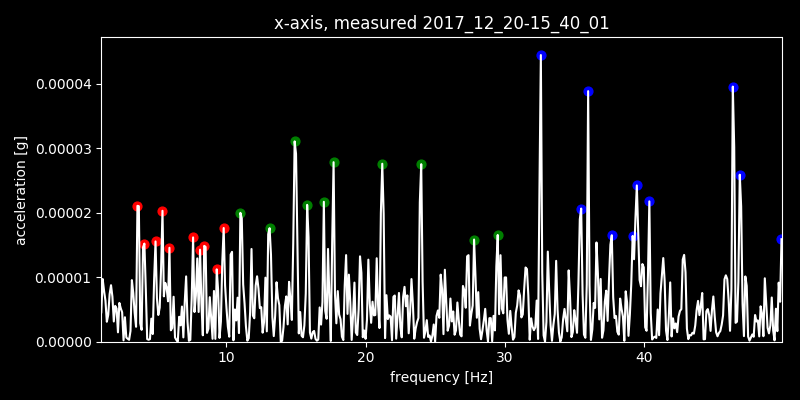 x-axis, measured 2017_12_20-15_40_01
acceleration [g]
0.00004
0.00003
0.00002
0.00001
0.00000
10 20 30 40
frequency [Hz]